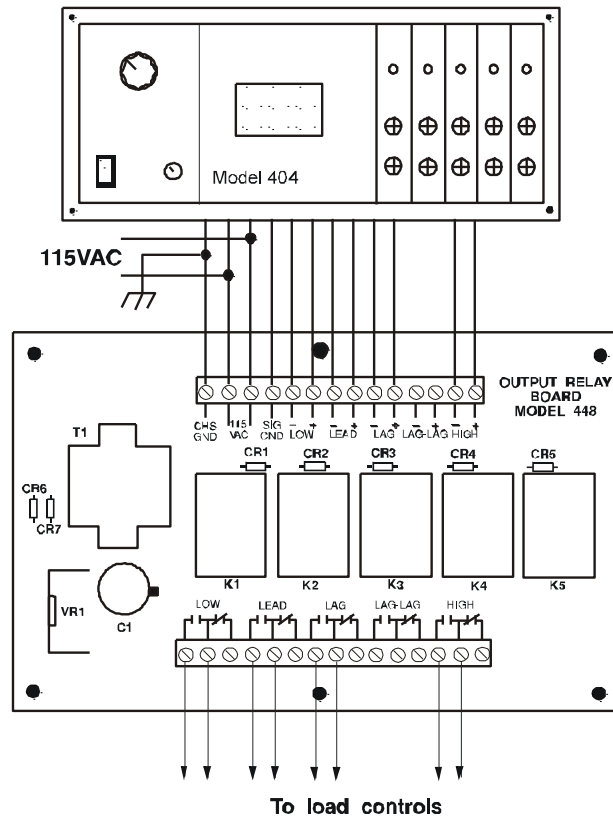 Model 404
115VAC
OUTPUT RELAY
BOARD
MODEL 448
CHS
GND
115
VAC
SIG
GND
- + LOW
- + LEAD
- + LAG
- + LAG-LAG
- + HIGH
T1
CR1
CR2
CR3
CR4
CR5
CR6
CR7
K1
K2
K3
K4
K5
VR1
C1
LOW
LEAD
LAG
LAG-LAG
HIGH
To load controls